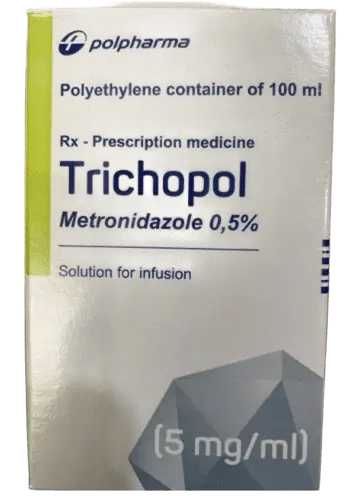 polpharma
Polyethylene container of 100 ml
Rx - Prescription medicine
Trichopol
Metronidazole 0,5%
Solution for infusion
(5 mg/ml)